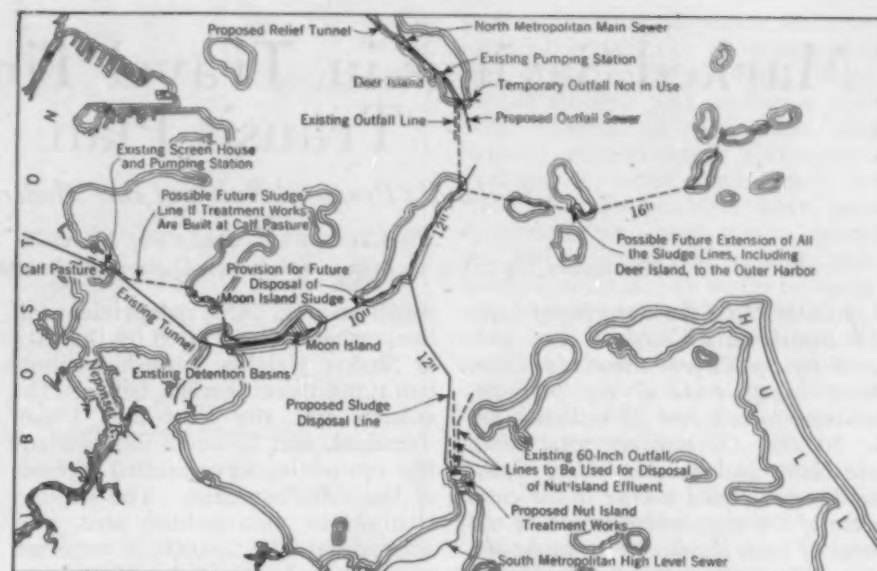 Proposed Relief Tunnel
North Metropolitan Main Sewer
Existing Pumping Station
Deer Island
Temporary Outfall Not in Use
Existing Outfall Line
Proposed Outfall Sewer
Existing Screen House
and Pumping Station
Possible Future Sludge
Line If Treatment Works
Are Built at Calf Pasture
12"
16"
Possible Future Extension of All
the Sludge Lines, Including
Deer Island, to the Outer Harbor
Calf Pasture
Provision for Future
Disposal of
Moon Island Sludge
10"
Existing Tunnel
Moon Island
12"
Existing Detention Basins
Neponset R.
Proposed Sludge
Disposal Line
Existing 60-Inch Outfall
Lines to Be Used for Disposal
of Nut Island Effluent
Proposed Nut Island
Treatment Works
South Metropolitan High Level Sewer
BOSTON
HULL